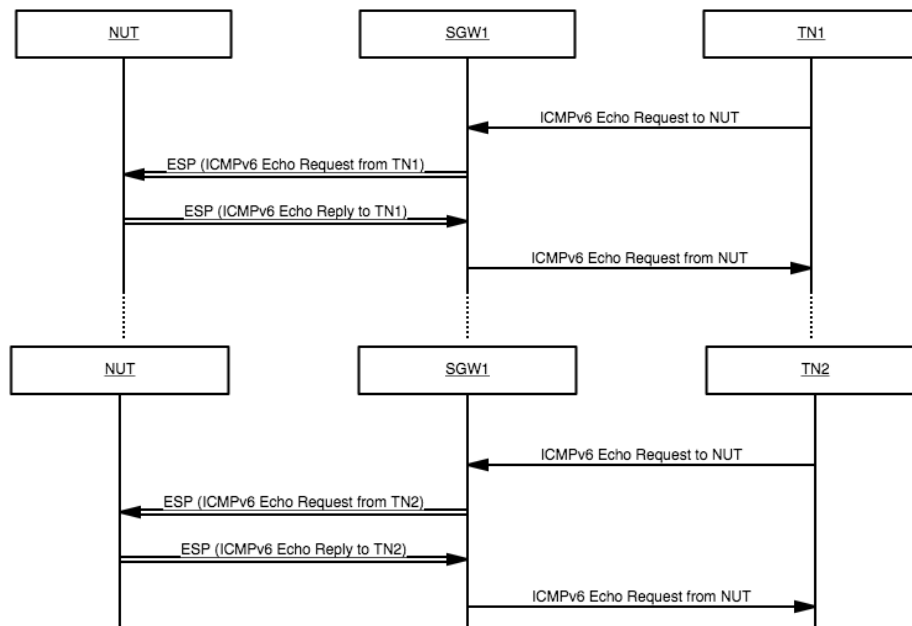 NUT SGW1 TN1
ICMPv6 Echo Request to NUT
ESP (ICMPv6 Echo Request from TN1)
ESP (ICMPv6 Echo Reply to TN1)
ICMPv6 Echo Request from NUT
NUT SGW1 TN2
ICMPv6 Echo Request to NUT
ESP (ICMPv6 Echo Request from TN2)
ESP (ICMPv6 Echo Reply to TN2)
ICMPv6 Echo Request from NUT